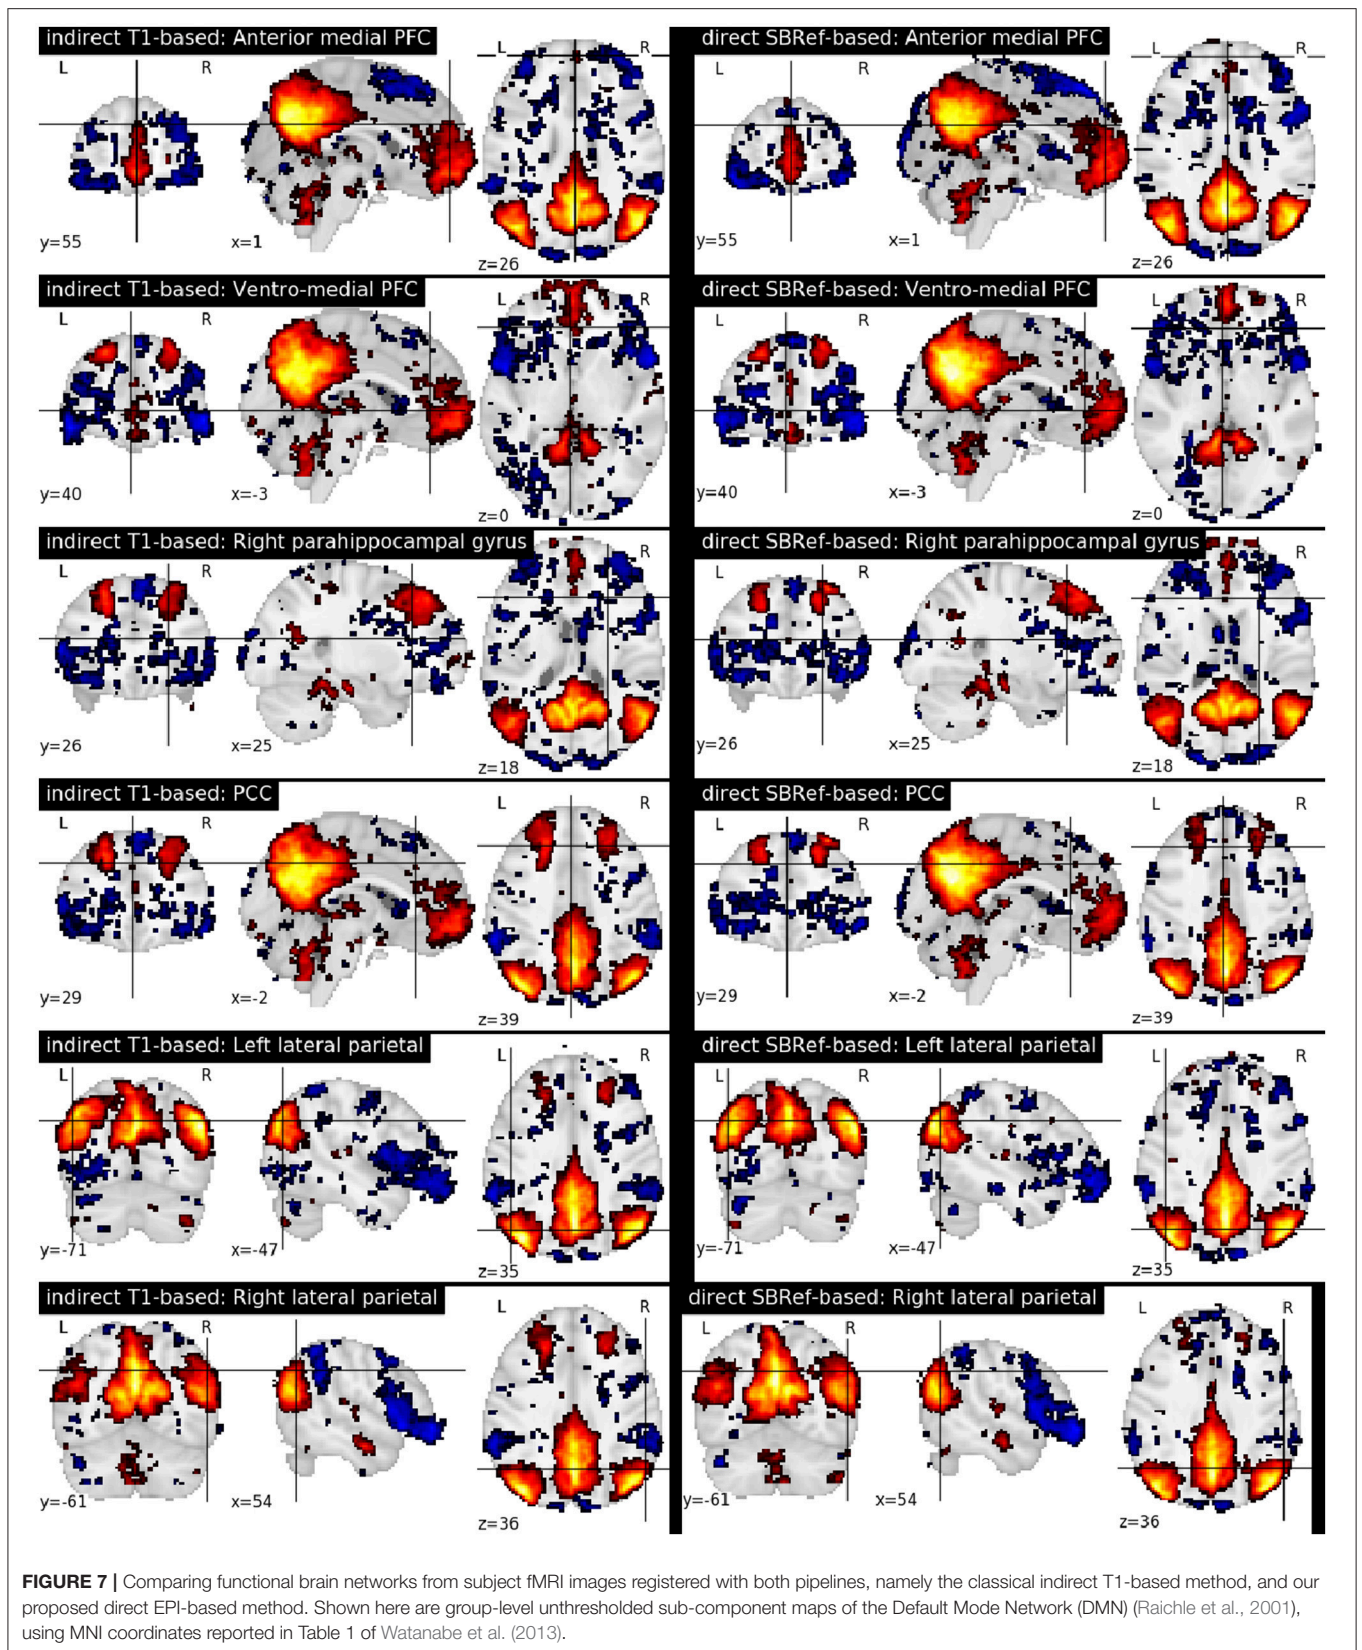 indirect T1-based: Anterior medial PFC
L R L R
y=55 x=1 z=26
direct SBRef-based: Anterior medial PFC
L R L R
y=55 x=1 z=26
indirect T1-based: Ventro-medial PFC
L R L R
y=40 x=-3 z=0
direct SBRef-based: Ventro-medial PFC
L R L R
y=40 x=-3 z=0
indirect T1-based: Right parahippocampal gyrus
L R L R
y=26 x=25 z=18
direct SBRef-based: Right parahippocampal gyrus
L R L R
y=26 x=25 z=18
indirect T1-based: PCC
L R L R
y=29 x=-2 z=39
direct SBRef-based: PCC
L R L R
y=29 x=-2 z=39
indirect T1-based: Left lateral parietal
L R L R
y=-71 x=-47 z=35
direct SBRef-based: Left lateral parietal
L R L R
y=-71 x=-47 z=35
indirect T1-based: Right lateral parietal
L R L R
y=-61 x=54 z=36
direct SBRef-based: Right lateral parietal
L R L R
y=-61 x=54 z=36
FIGURE 7 | Comparing functional brain networks from subject fMRI images registered with both pipelines, namely the classical indirect T1-based method, and our
proposed direct EPI-based method. Shown here are group-level unthresholded sub-component maps of the Default Mode Network (DMN) (Raichle et al., 2001),
using MNI coordinates reported in Table 1 of Watanabe et al. (2013).